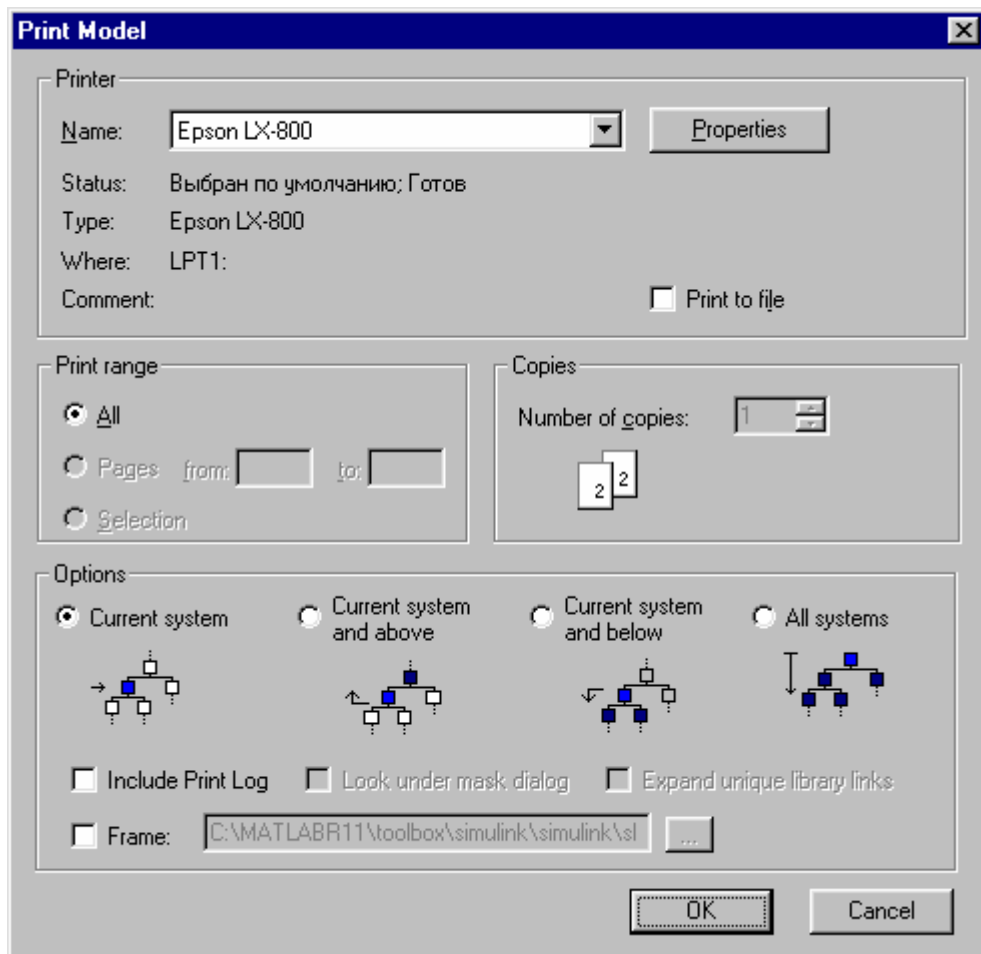 Print Model
Printer
Name: Epson LX-800 Properties
Status: Выбран по умолчанию; Готов
Type: Epson LX-800
Where: LPT1:
Comment: Print to file
Print range
All
Pages from: to:
Selection
Copies
Number of copies: 1
2 2
Options
Current system
Current system
and above
Current system
and below
All systems
Include Print Log Look under mask dialog Expand unique library links
Frame: C:\MATLABR11\toolbox\simulink\simulink\sl ...
OK Cancel